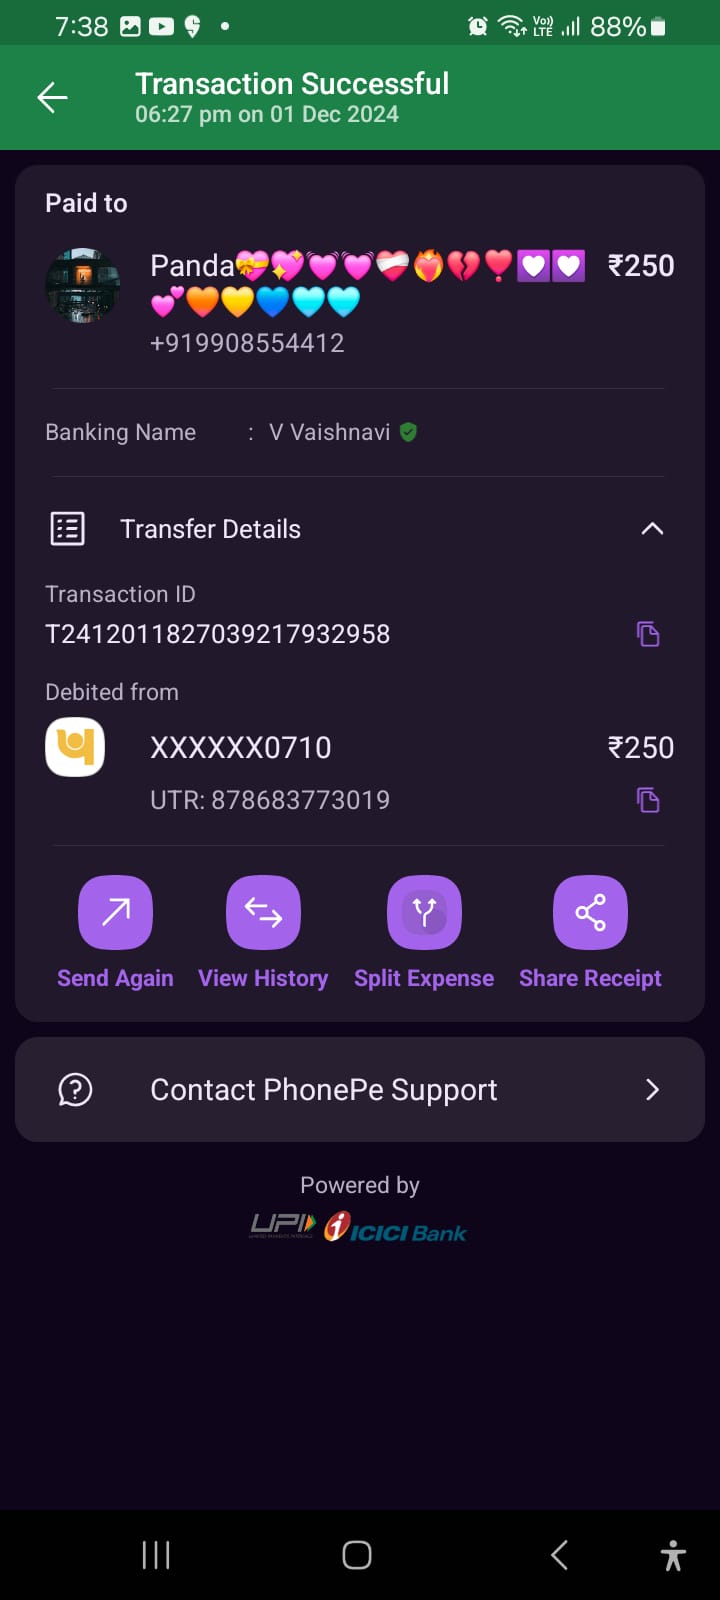 7:38 Vo)) LTE 88%
Transaction Successful
06:27 pm on 01 Dec 2024
Paid to
Panda💝💖💓💓❤️‍🩹❤️‍🔥💔❣️💟💟 ₹250
💕🧡💛💙🩵🩵
+919908554412
Banking Name : V Vaishnavi
Transfer Details
Transaction ID
T2412011827039217932958
Debited from
XXXXXX0710 ₹250
UTR: 878683773019
Send Again View History Split Expense Share Receipt
Contact PhonePe Support
Powered by
UPI ICICI Bank